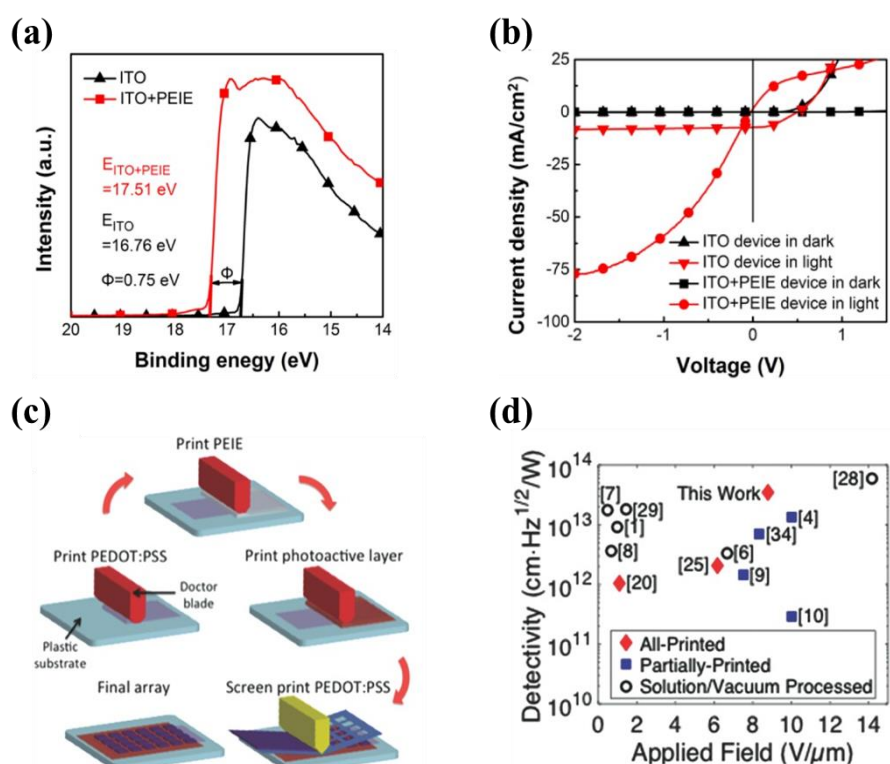 (a)
ITO
ITO+PEIE
E_ITO+PEIE
=17.51 eV
E_ITO
=16.76 eV
Φ=0.75 eV
Φ
Intensity (a.u.)
20 19 18 17 16 15 14
Binding enegy (eV)
(b)
25
0
-25
-50
-75
-100
Current density (mA/cm²)
ITO device in dark
ITO device in light
ITO+PEIE device in dark
ITO+PEIE device in light
-2 -1 0 1
Voltage (V)
(c)
Print PEIE
Print PEDOT:PSS
Print photoactive layer
Doctor
blade
Plastic
substrate
Final array
Screen print PEDOT:PSS
(d)
Detectivity (cm·Hz^1/2/W)
10^14
10^13
10^12
10^11
10^10
This Work
[28]
[7]
[29]
[1]
[8]
[4]
[34]
[6]
[25]
[9]
[20]
[10]
All-Printed
Partially-Printed
Solution/Vacuum Processed
0 2 4 6 8 10 12 14
Applied Field (V/µm)